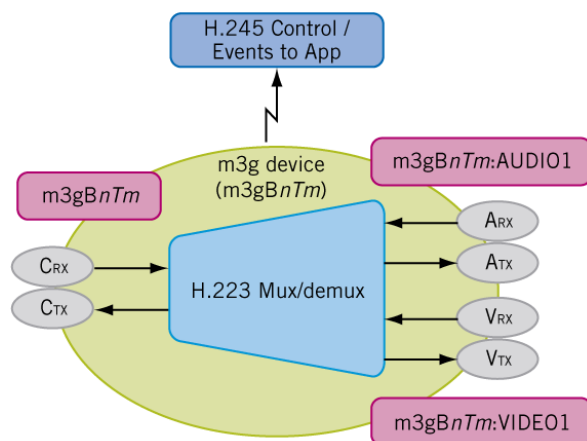 H.245 Control /
Events to App
m3g device
(m3gBnTm)
m3gBnTm:AUDIO1
m3gBnTm
ARX
CRX
ATX
H.223 Mux/demux
CTX
VRX
VTX
m3gBnTm:VIDEO1